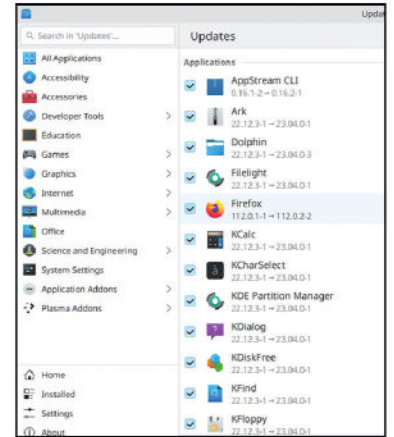 Updat
Search in 'Updates'...
All Applications
Accessibility
Accessories
Developer Tools
Education
Games
Graphics
Internet
Multimedia
Office
Science and Engineering
System Settings
Application Addons
Plasma Addons
Home
Installed
Settings
About
Updates
Applications
AppStream CLI
0.16.1-2 → 0.16.2-1
Ark
22.12.3-1 → 23.04.0-1
Dolphin
22.12.3-1 → 23.04.0-3
Filelight
22.12.3-1 → 23.04.0-1
Firefox
112.0.1-1 → 112.0.2-2
KCalc
22.12.3-1 → 23.04.0-1
KCharSelect
22.12.3-1 → 23.04.0-1
KDE Partition Manager
22.12.3-1 → 23.04.0-1
KDialog
22.12.3-1 → 23.04.0-1
KDiskFree
22.12.3-1 → 23.04.0-1
KFind
22.12.3-1 → 23.04.0-1
KFloppy
22.12.3-1 → 23.04.0-1